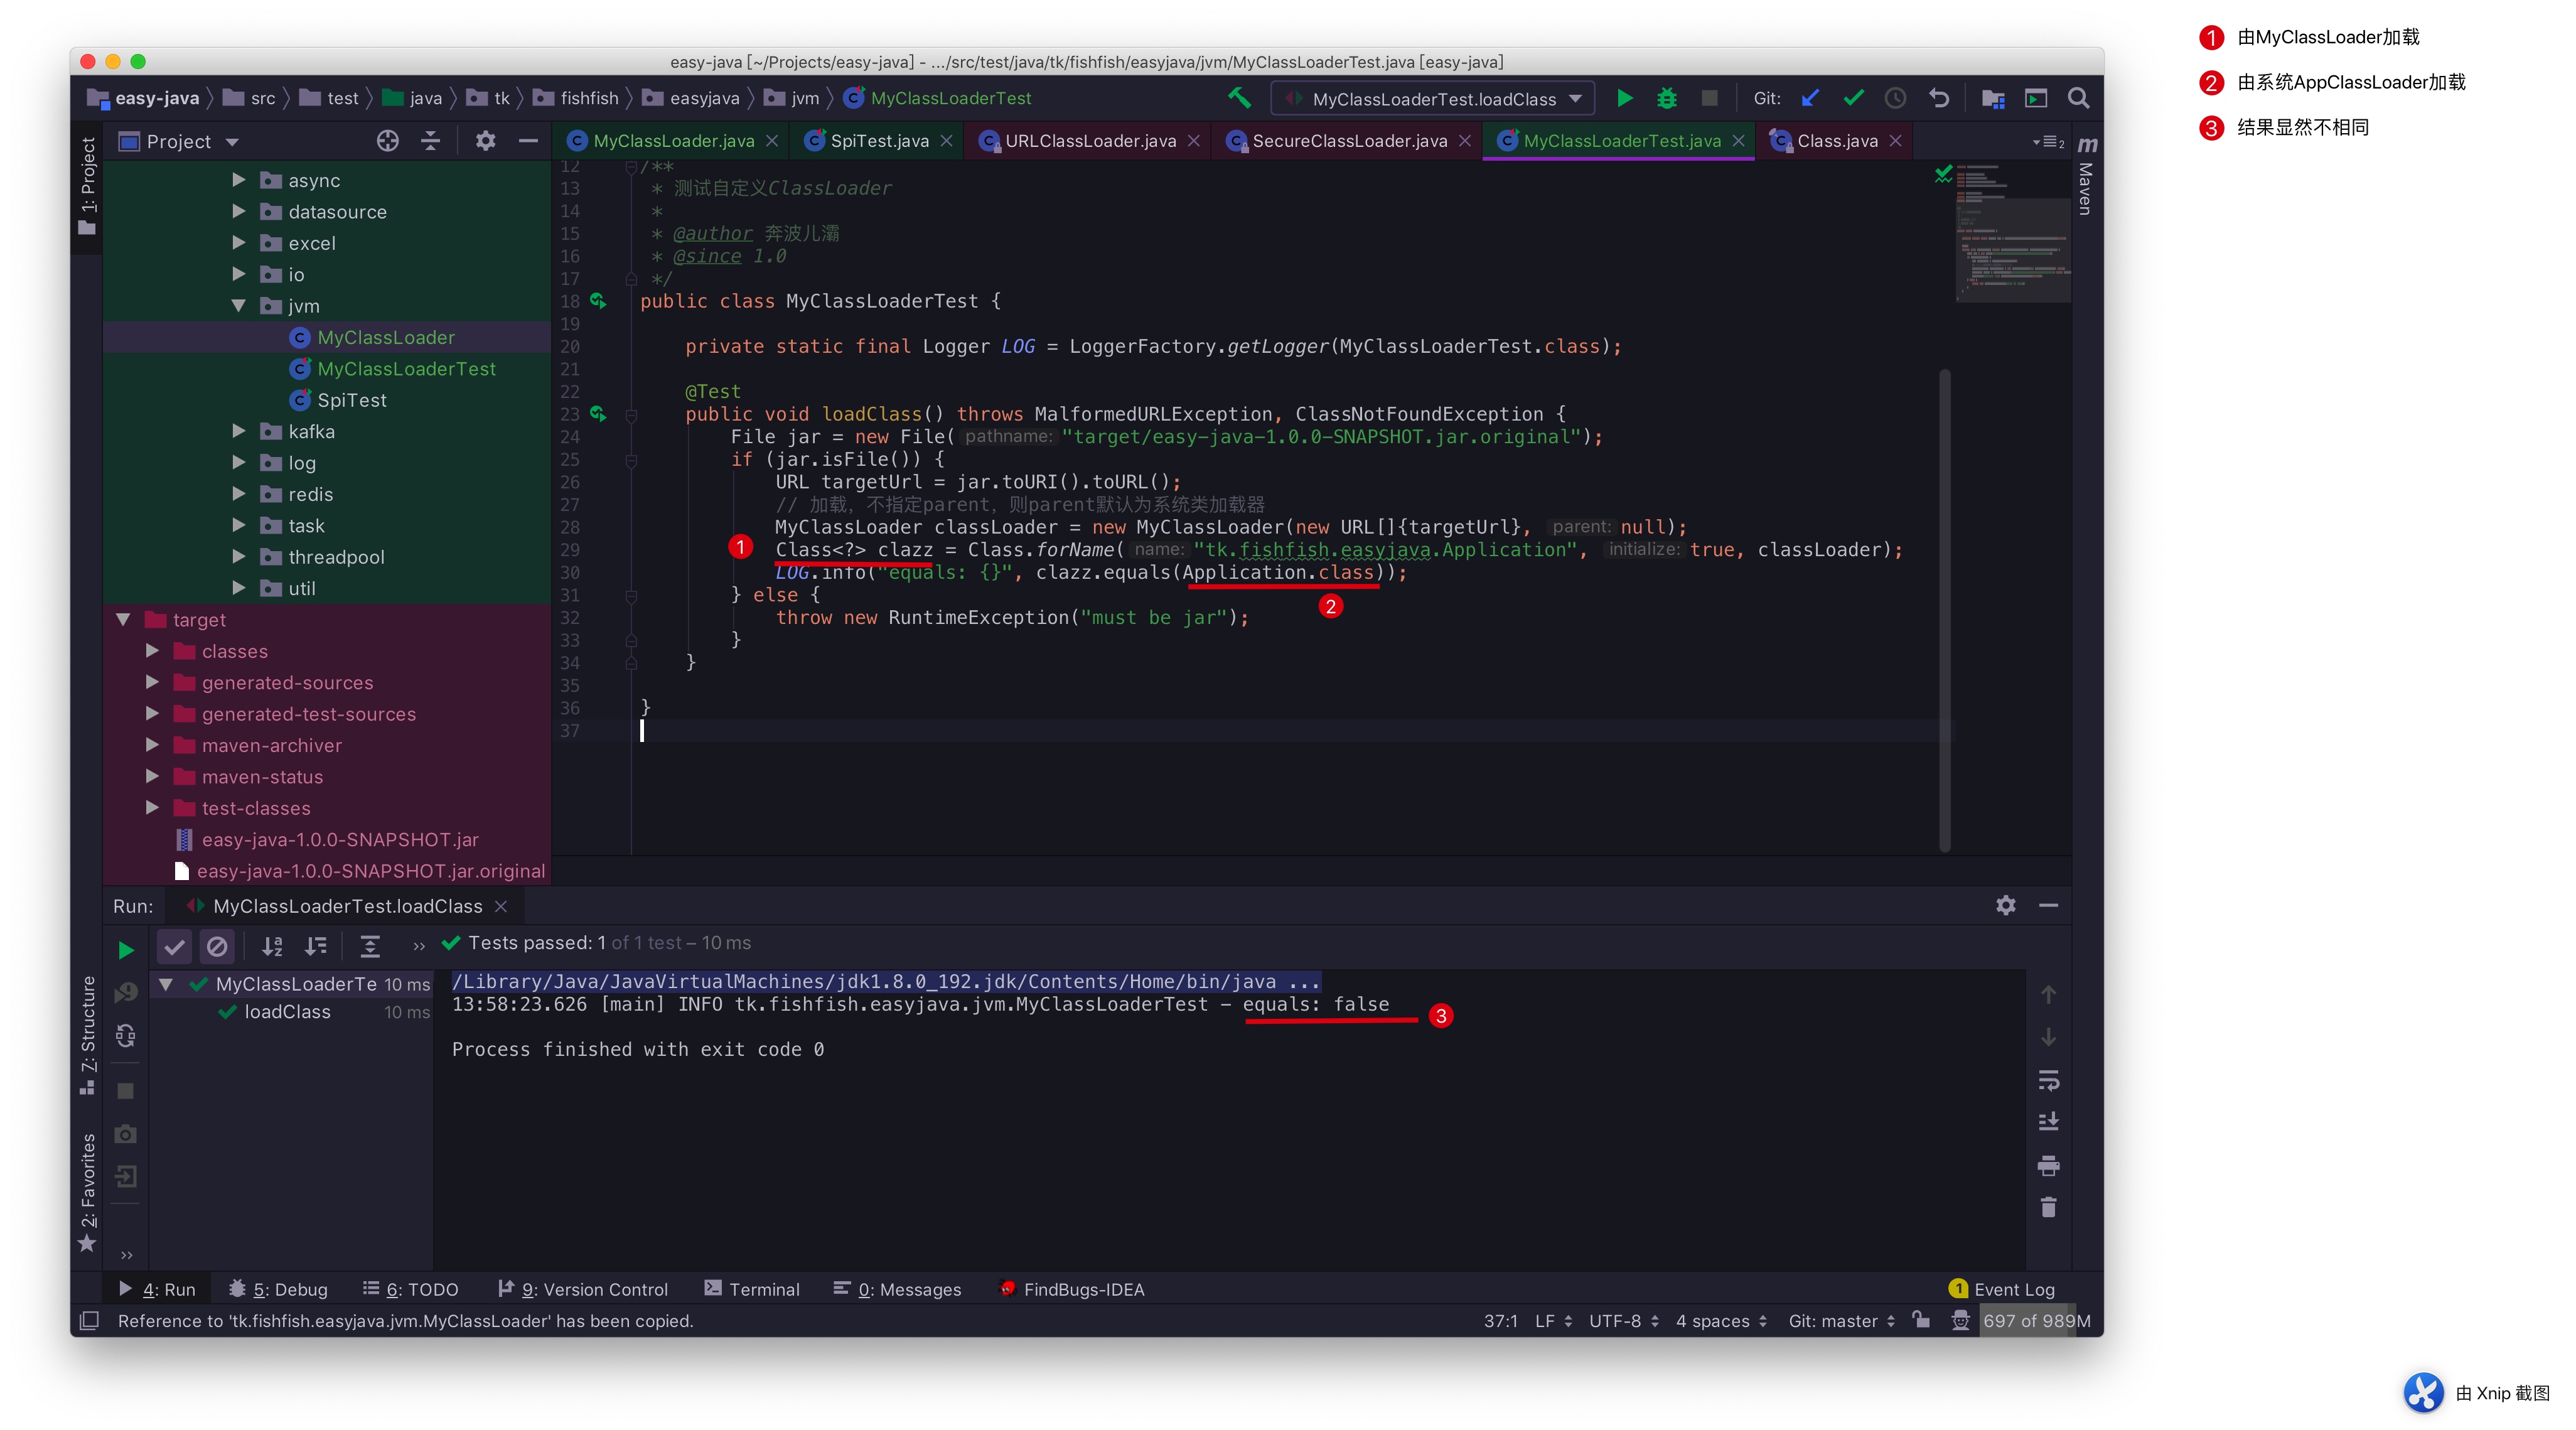 easy-java [~/Projects/easy-java] - .../src/test/java/tk/fishfish/easyjava/jvm/MyClassLoaderTest.java [easy-java]
easy-java src test java tk fishfish easyjava jvm MyClassLoaderTest
MyClassLoaderTest.loadClass
Git:
1: Project
Project
MyClassLoader.java
SpiTest.java
URLClassLoader.java
SecureClassLoader.java
MyClassLoaderTest.java
Class.java
2
Maven
async
datasource
excel
io
jvm
MyClassLoader
MyClassLoaderTest
SpiTest
kafka
log
redis
task
threadpool
util
target
classes
generated-sources
generated-test-sources
maven-archiver
maven-status
test-classes
easy-java-1.0.0-SNAPSHOT.jar
easy-java-1.0.0-SNAPSHOT.jar.original
12 /**
13 * 测试自定义ClassLoader
14 *
15 * @author 奔波儿灞
16 * @since 1.0
17 */
18 public class MyClassLoaderTest {
19
20 private static final Logger LOG = LoggerFactory.getLogger(MyClassLoaderTest.class);
21
22 @Test
23 public void loadClass() throws MalformedURLException, ClassNotFoundException {
24 File jar = new File( pathname: "target/easy-java-1.0.0-SNAPSHOT.jar.original");
25 if (jar.isFile()) {
26 URL targetUrl = jar.toURI().toURL();
27 // 加载，不指定parent，则parent默认为系统类加载器
28 MyClassLoader classLoader = new MyClassLoader(new URL[]{targetUrl}, parent: null);
1
29 Class<?> clazz = Class.forName( name: "tk.fishfish.easyjava.Application", initialize: true, classLoader);
30 LOG.info("equals: {}", clazz.equals(Application.class));
31 } else {
2
32 throw new RuntimeException("must be jar");
33 }
34 }
35
36 }
37
Run: MyClassLoaderTest.loadClass
Tests passed: 1 of 1 test – 10 ms
MyClassLoaderTe 10 ms
loadClass 10 ms
/Library/Java/JavaVirtualMachines/jdk1.8.0_192.jdk/Contents/Home/bin/java ...
13:58:23.626 [main] INFO tk.fishfish.easyjava.jvm.MyClassLoaderTest - equals: false
3
Process finished with exit code 0
7: Structure
2: Favorites
4: Run
5: Debug
6: TODO
9: Version Control
Terminal
0: Messages
FindBugs-IDEA
1 Event Log
Reference to 'tk.fishfish.easyjava.jvm.MyClassLoader' has been copied.
37:1 LF UTF-8 4 spaces Git: master 697 of 989M
1 由MyClassLoader加载
2 由系统AppClassLoader加载
3 结果显然不相同
由 Xnip 截图